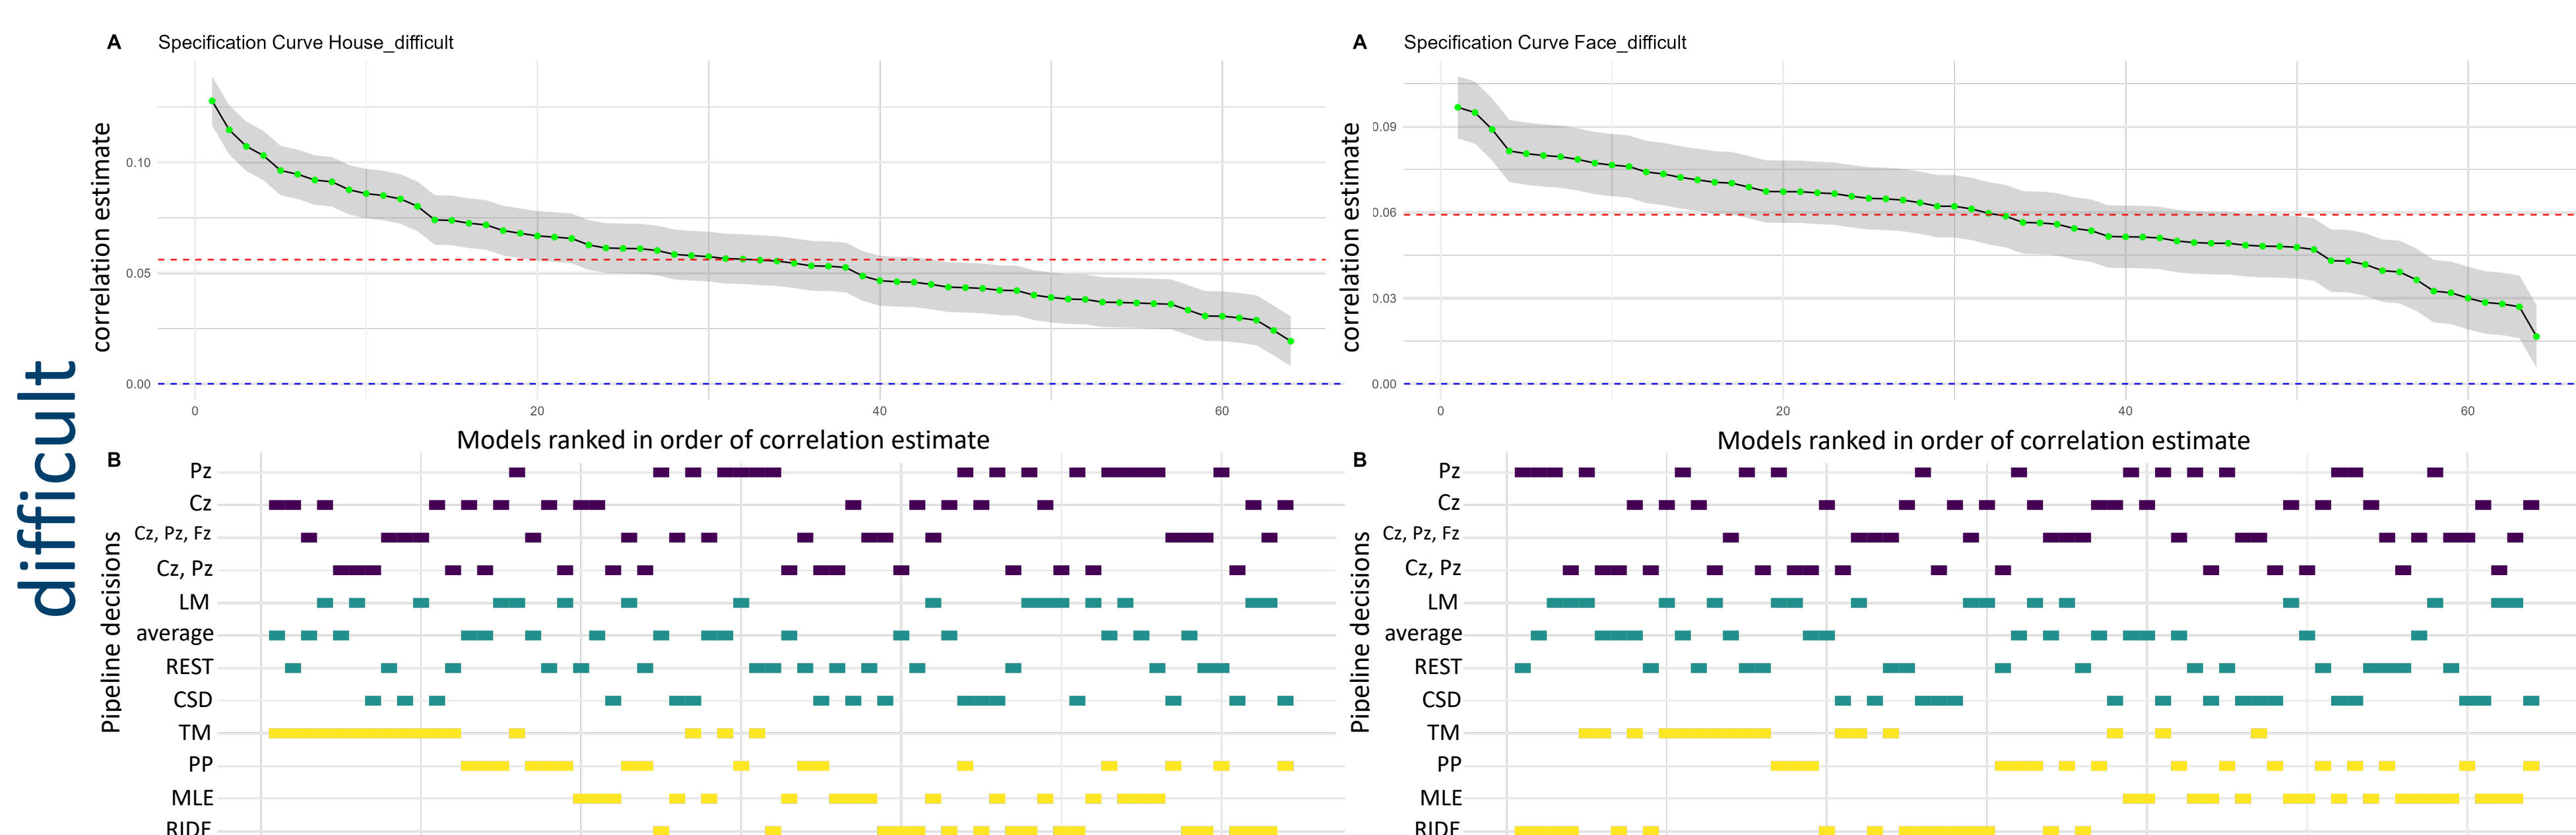 difficult
A
Specification Curve House_difficult
correlation estimate
0.10
0.05
0.00
0
20
40
60
Models ranked in order of correlation estimate
B
Pipeline decisions
Pz
Cz
Cz, Pz, Fz
Cz, Pz
LM
average
REST
CSD
TM
PP
MLE
RIDE
A
Specification Curve Face_difficult
correlation estimate
0.09
0.06
0.03
0.00
0
20
40
60
Models ranked in order of correlation estimate
B
Pipeline decisions
Pz
Cz
Cz, Pz, Fz
Cz, Pz
LM
average
REST
CSD
TM
PP
MLE
RIDE